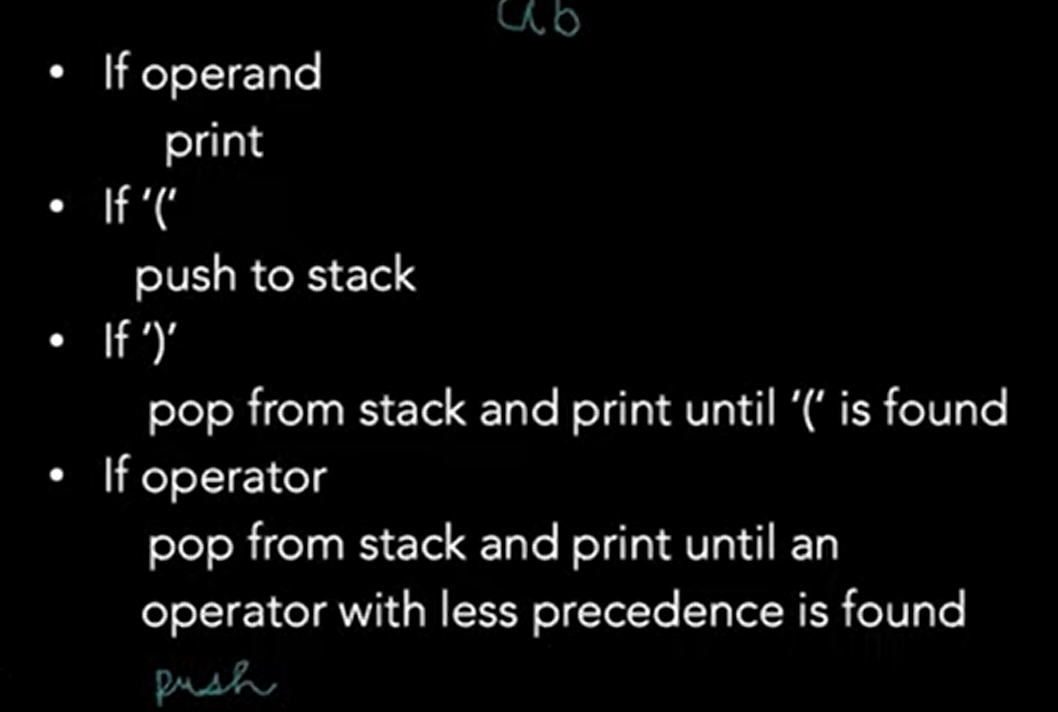 ab
• If operand
print
• If ‘(‘
push to stack
• If ‘)’
pop from stack and print until ‘(‘ is found
• If operator
pop from stack and print until an
operator with less precedence is found
push